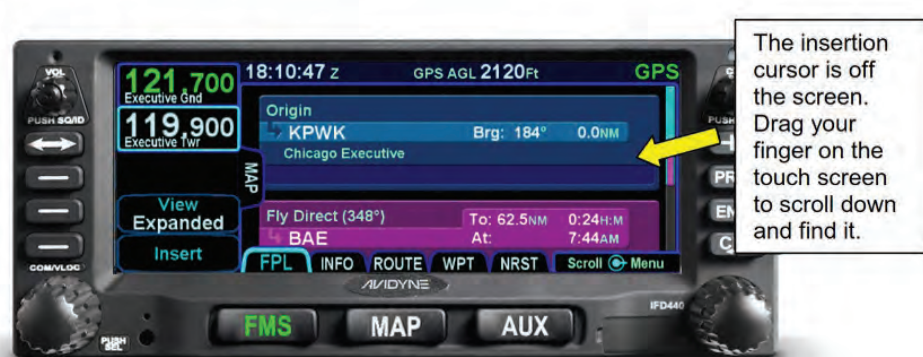 VOL
PUSH SQ/ID
121.700
Executive Gnd
119.900
Executive Twr
View
Expanded
Insert
COM/VLOC
PUSH
SEL
18:10:47 Z GPS AGL 2120Ft GPS
MAP
Origin
KPWK Brg: 184° 0.0NM
Chicago Executive
Fly Direct (348°) To: 62.5NM 0:24H:M
BAE At: 7:44AM
FPL INFO ROUTE WPT NRST Scroll Menu
AVIDYNE
IFD440
FMS MAP AUX
The insertion
cursor is off
the screen.
Drag your
finger on the
touch screen
to scroll down
and find it.